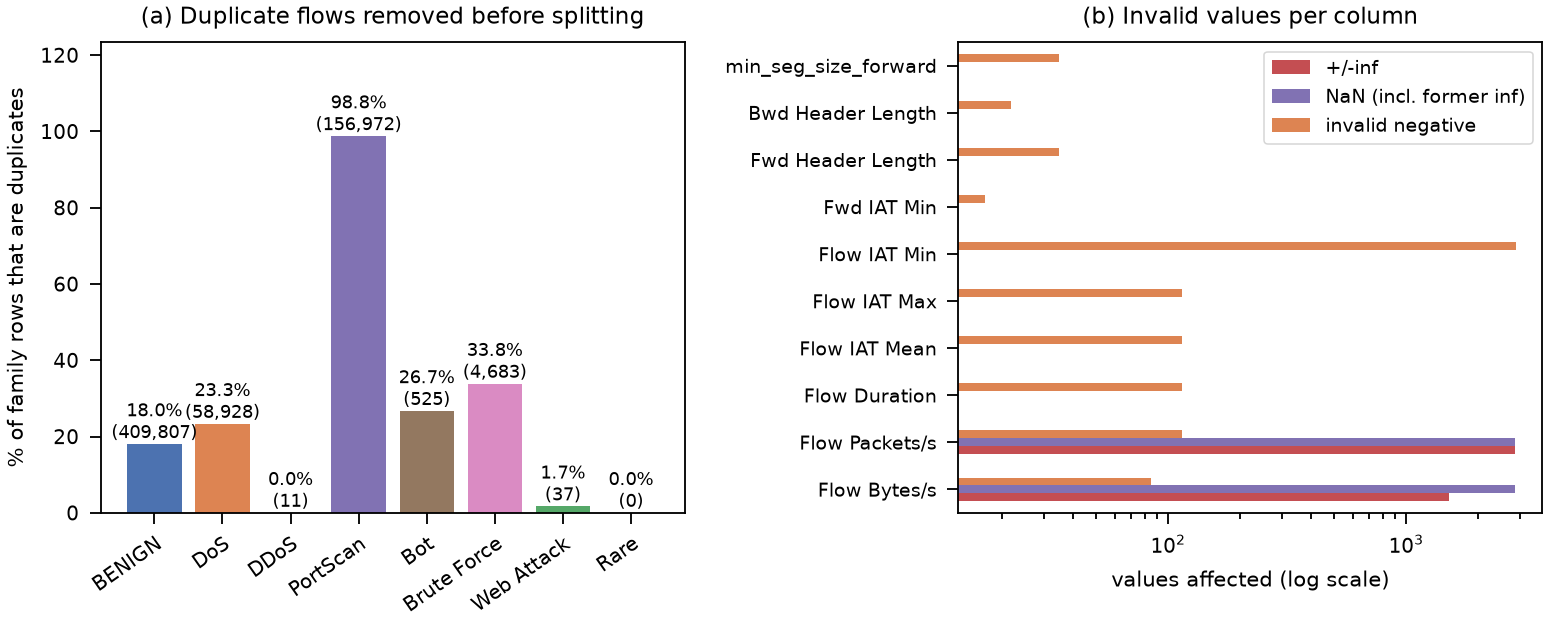 (a) Duplicate flows removed before splitting
% of family rows that are duplicates
120
100
80
60
40
20
0
18.0%
(409,807)
23.3%
(58,928)
0.0%
(11)
98.8%
(156,972)
26.7%
(525)
33.8%
(4,683)
1.7%
(37)
0.0%
(0)
BENIGN
DoS
DDoS
PortScan
Bot
Brute Force
Web Attack
Rare
(b) Invalid values per column
min_seg_size_forward
Bwd Header Length
Fwd Header Length
Fwd IAT Min
Flow IAT Min
Flow IAT Max
Flow IAT Mean
Flow Duration
Flow Packets/s
Flow Bytes/s
+/-inf
NaN (incl. former inf)
invalid negative
10²
10³
values affected (log scale)